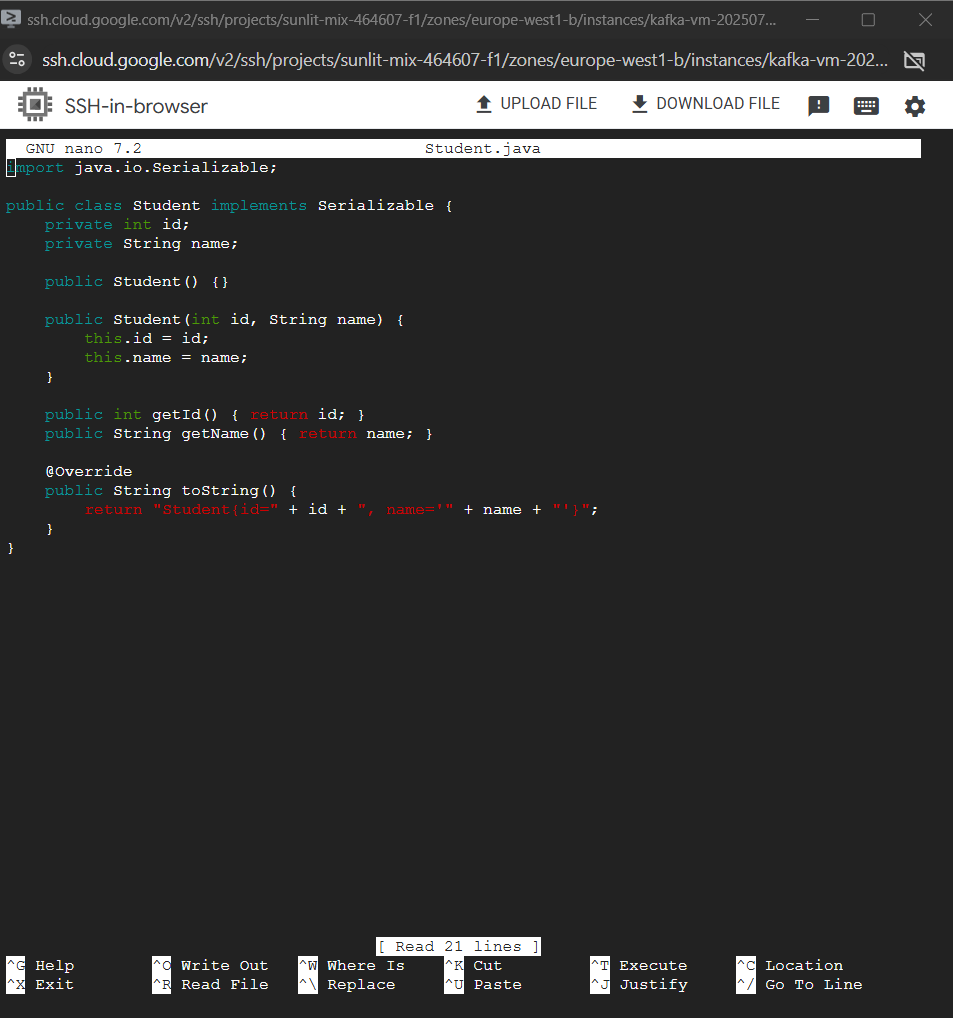 ssh.cloud.google.com/v2/ssh/projects/sunlit-mix-464607-f1/zones/europe-west1-b/instances/kafka-vm-202507...
ssh.cloud.google.com/v2/ssh/projects/sunlit-mix-464607-f1/zones/europe-west1-b/instances/kafka-vm-202...
SSH-in-browser UPLOAD FILE DOWNLOAD FILE
GNU nano 7.2 Student.java
import java.io.Serializable;

public class Student implements Serializable {
    private int id;
    private String name;

    public Student() {}

    public Student(int id, String name) {
        this.id = id;
        this.name = name;
    }

    public int getId() { return id; }
    public String getName() { return name; }

    @Override
    public String toString() {
        return "Student{id=" + id + ", name='" + name + "'}";
    }
}
[ Read 21 lines ]
^G Help ^O Write Out ^W Where Is ^K Cut ^T Execute ^C Location
^X Exit ^R Read File ^\ Replace ^U Paste ^J Justify ^/ Go To Line